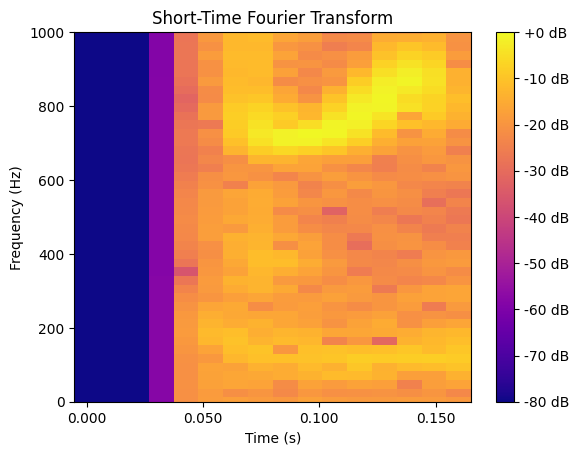 Short-Time Fourier Transform
Frequency (Hz)
1000
800
600
400
200
0
0.000
0.050
0.100
0.150
Time (s)
+0 dB
-10 dB
-20 dB
-30 dB
-40 dB
-50 dB
-60 dB
-70 dB
-80 dB